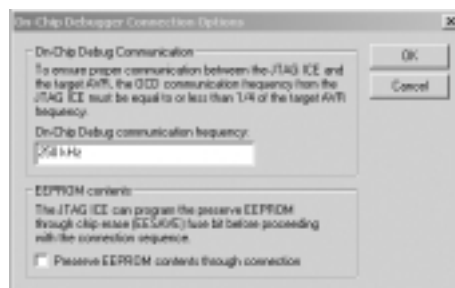 On-Chip Debugger Connection Options
On-Chip Debug Communication
To ensure proper communication between the JTAG ICE and
the target AVR, the OCD communication frequency from the
JTAG ICE must be equal to or less than 1/4 of the target AVR
frequency.
On-Chip Debug communication frequency:
250 kHz
EEPROM contents
The JTAG ICE can program the preserve EEPROM
through chip erase (EESAVE) fuse bit before proceeding
with the connection sequence.
Preserve EEPROM contents through connection
OK
Cancel